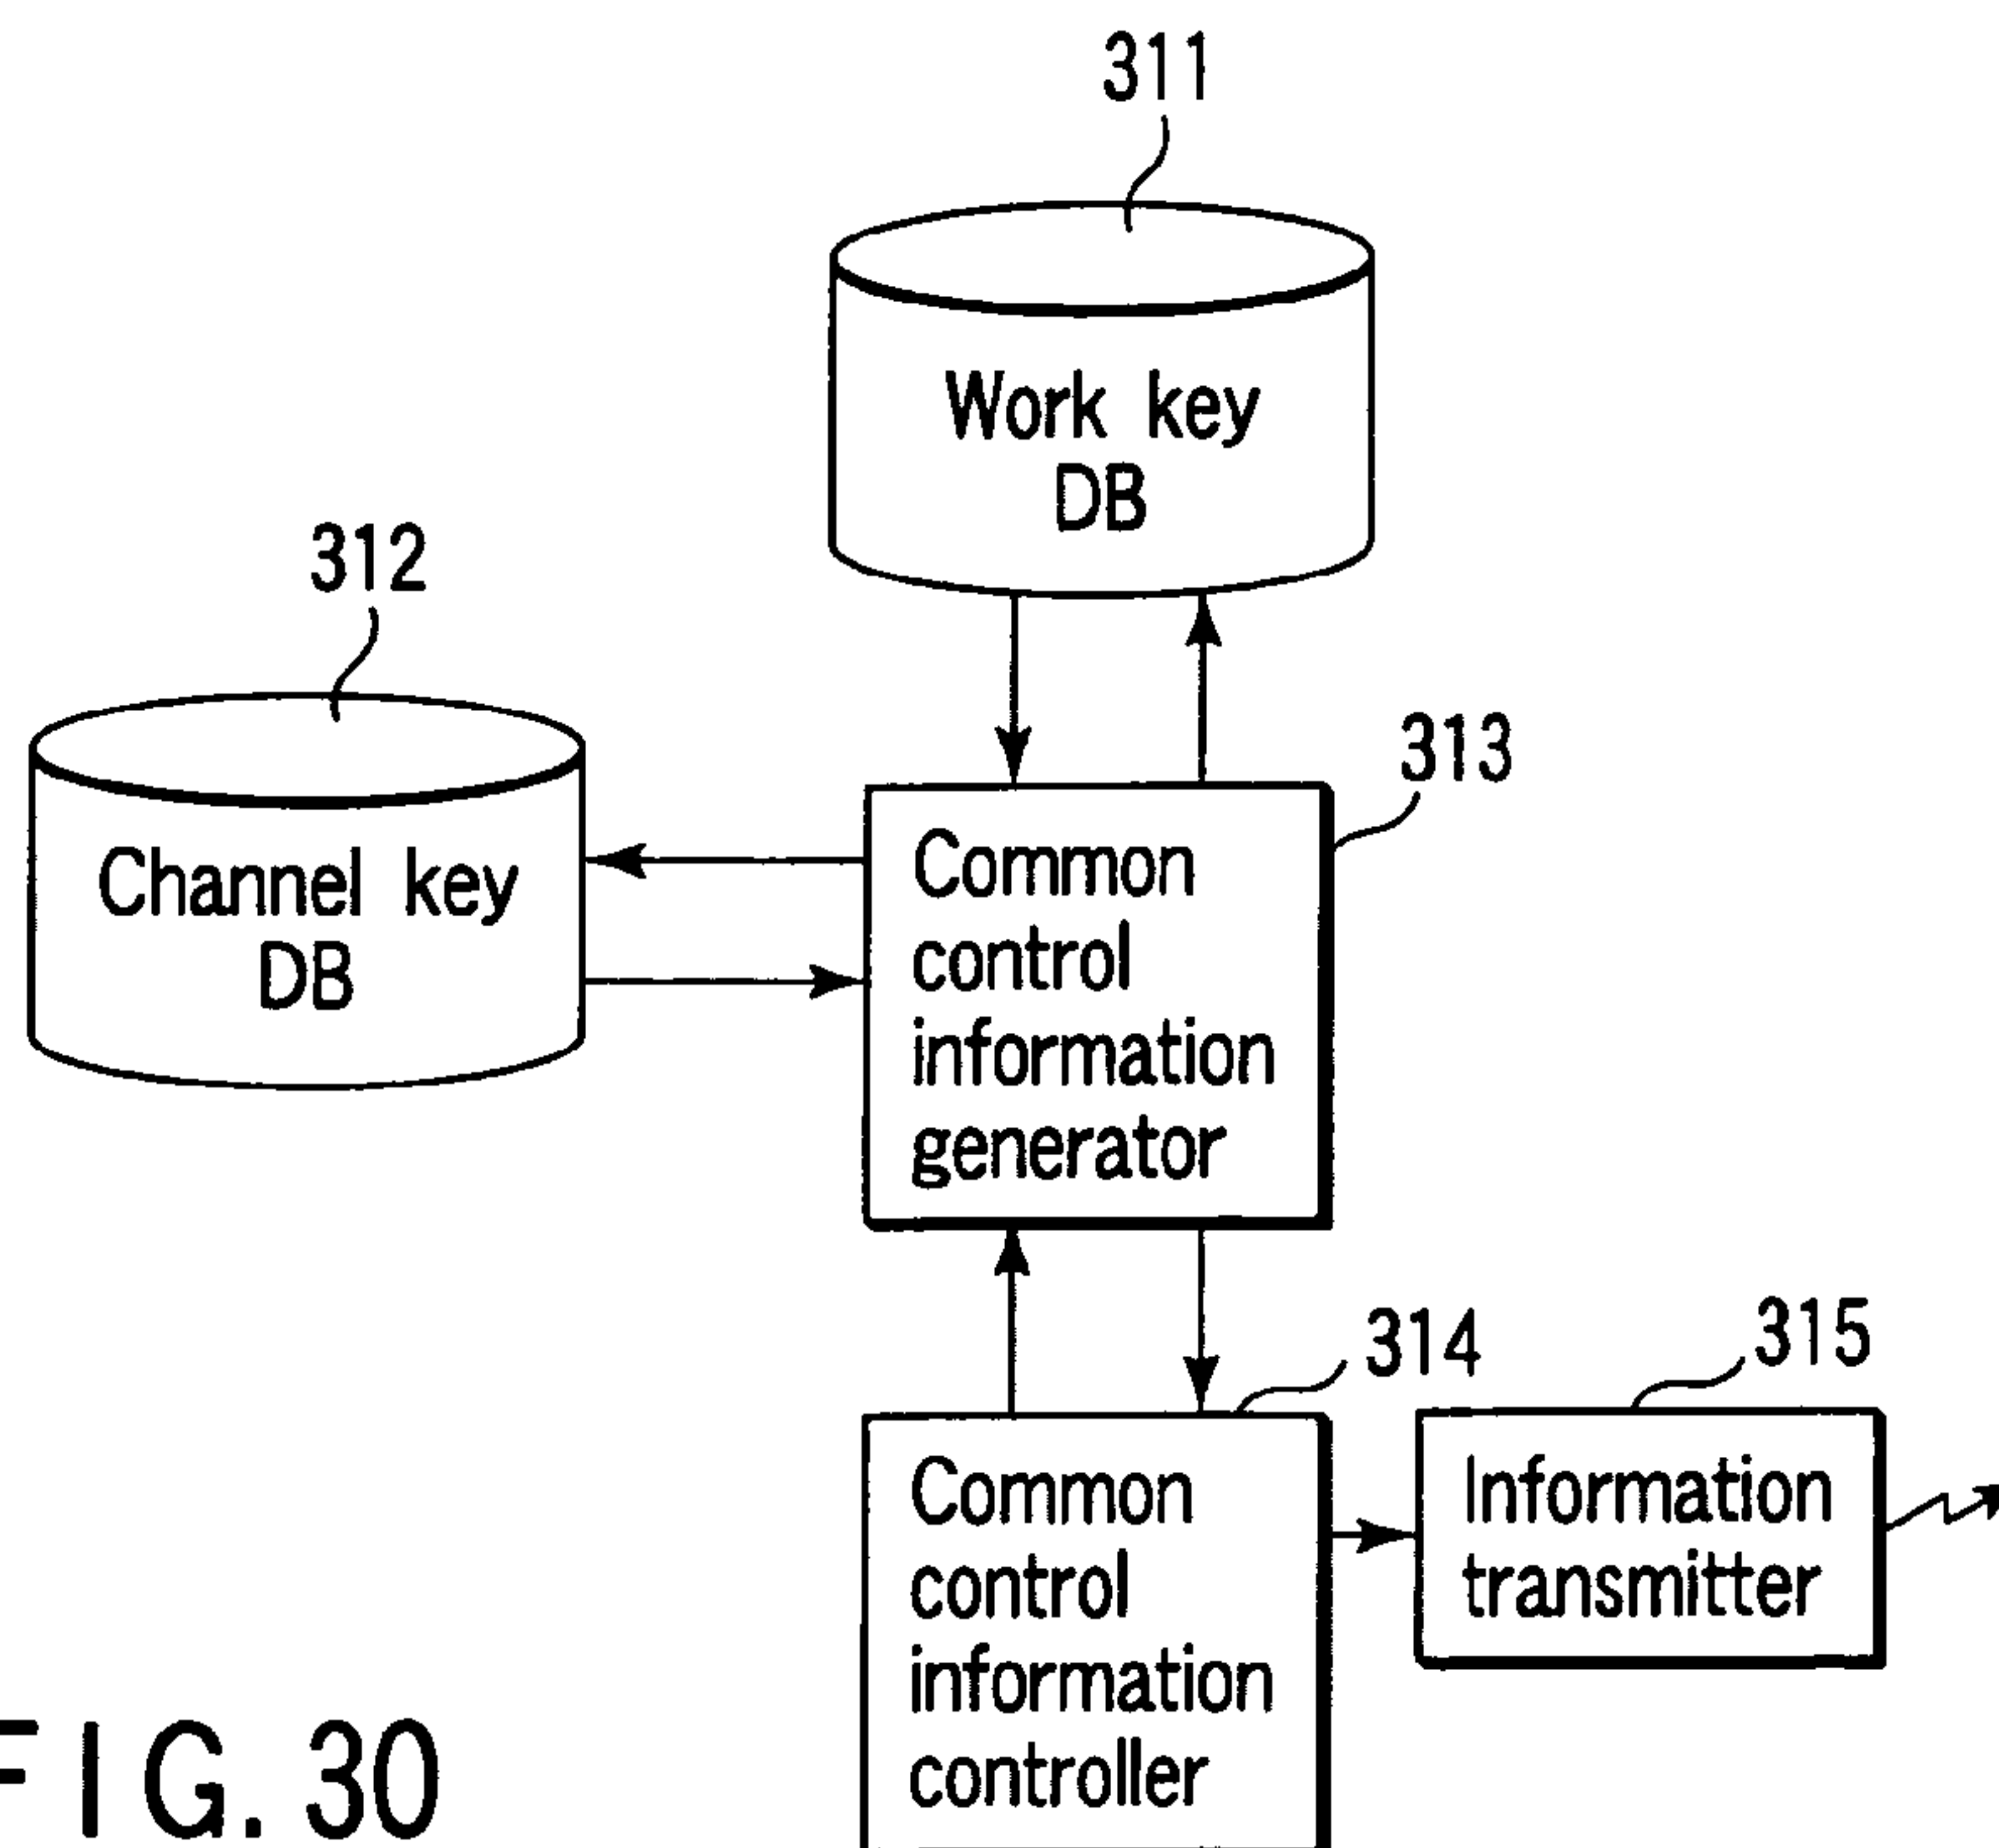 311
Work key
DB
312
Channel key
DB
313
Common
control
information
generator
314
315
Common
control
information
controller
Information
transmitter
FIG. 30